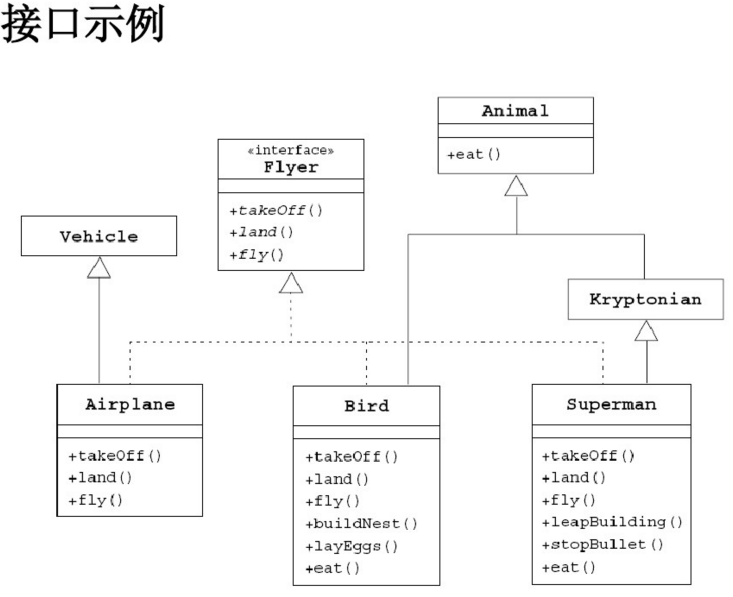 接口示例
Animal
+eat()
«interface»
Flyer
+takeOff()
+land()
+fly()
Vehicle
Kryptonian
Airplane
+takeOff()
+land()
+fly()
Bird
+takeOff()
+land()
+fly()
+buildNest()
+layEggs()
+eat()
Superman
+takeOff()
+land()
+fly()
+leapBuilding()
+stopBullet()
+eat()